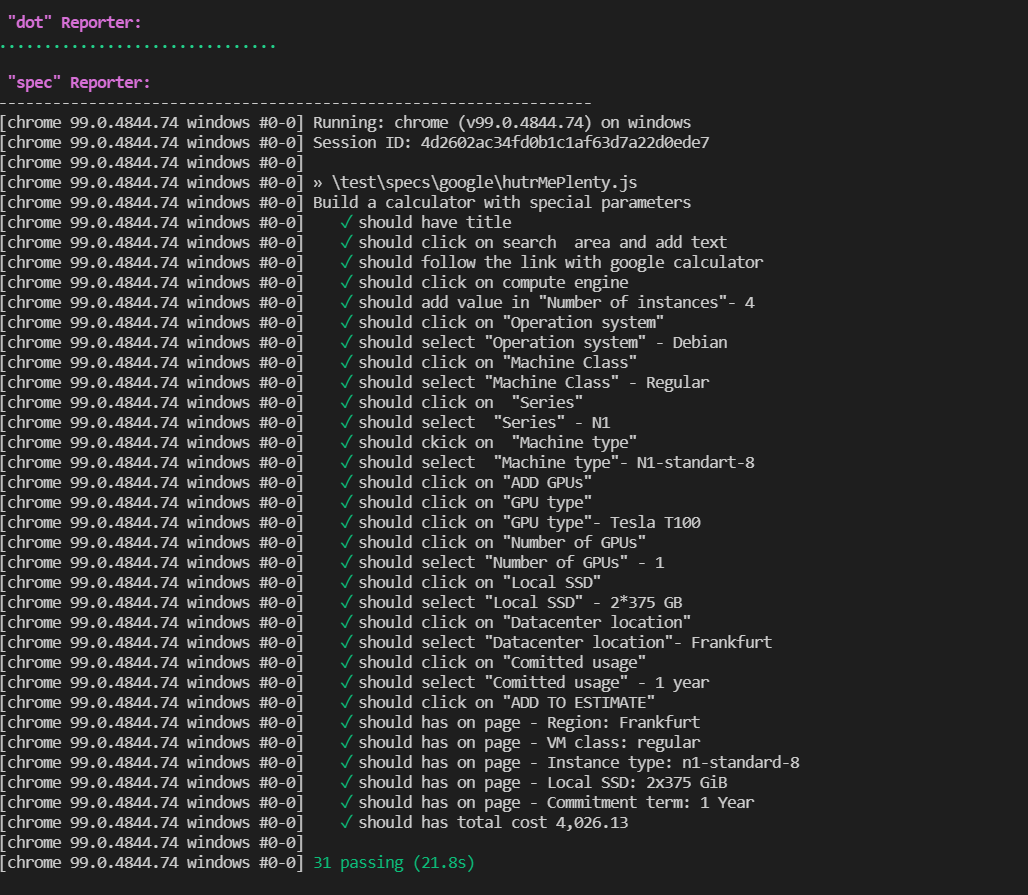 "dot" Reporter:
...............................
"spec" Reporter:
------------------------------------------------------------------
[chrome 99.0.4844.74 windows #0-0] Running: chrome (v99.0.4844.74) on windows
[chrome 99.0.4844.74 windows #0-0] Session ID: 4d2602ac34fd0b1c1af63d7a22d0ede7
[chrome 99.0.4844.74 windows #0-0]
[chrome 99.0.4844.74 windows #0-0] » \test\specs\google\hutrMePlenty.js
[chrome 99.0.4844.74 windows #0-0] Build a calculator with special parameters
[chrome 99.0.4844.74 windows #0-0]    ✓ should have title
[chrome 99.0.4844.74 windows #0-0]    ✓ should click on search  area and add text
[chrome 99.0.4844.74 windows #0-0]    ✓ should follow the link with google calculator
[chrome 99.0.4844.74 windows #0-0]    ✓ should click on compute engine
[chrome 99.0.4844.74 windows #0-0]    ✓ should add value in "Number of instances"- 4
[chrome 99.0.4844.74 windows #0-0]    ✓ should click on "Operation system"
[chrome 99.0.4844.74 windows #0-0]    ✓ should select "Operation system" - Debian
[chrome 99.0.4844.74 windows #0-0]    ✓ should click on "Machine Class"
[chrome 99.0.4844.74 windows #0-0]    ✓ should select "Machine Class" - Regular
[chrome 99.0.4844.74 windows #0-0]    ✓ should click on  "Series"
[chrome 99.0.4844.74 windows #0-0]    ✓ should select  "Series" - N1
[chrome 99.0.4844.74 windows #0-0]    ✓ should ckick on  "Machine type"
[chrome 99.0.4844.74 windows #0-0]    ✓ should select  "Machine type"- N1-standart-8
[chrome 99.0.4844.74 windows #0-0]    ✓ should click on "ADD GPUs"
[chrome 99.0.4844.74 windows #0-0]    ✓ should click on "GPU type"
[chrome 99.0.4844.74 windows #0-0]    ✓ should click on "GPU type"- Tesla T100
[chrome 99.0.4844.74 windows #0-0]    ✓ should click on "Number of GPUs"
[chrome 99.0.4844.74 windows #0-0]    ✓ should select "Number of GPUs" - 1
[chrome 99.0.4844.74 windows #0-0]    ✓ should click on "Local SSD"
[chrome 99.0.4844.74 windows #0-0]    ✓ should select "Local SSD" - 2*375 GB
[chrome 99.0.4844.74 windows #0-0]    ✓ should click on "Datacenter location"
[chrome 99.0.4844.74 windows #0-0]    ✓ should select "Datacenter location"- Frankfurt
[chrome 99.0.4844.74 windows #0-0]    ✓ should click on "Comitted usage"
[chrome 99.0.4844.74 windows #0-0]    ✓ should select "Comitted usage" - 1 year
[chrome 99.0.4844.74 windows #0-0]    ✓ should click on "ADD TO ESTIMATE"
[chrome 99.0.4844.74 windows #0-0]    ✓ should has on page - Region: Frankfurt
[chrome 99.0.4844.74 windows #0-0]    ✓ should has on page - VM class: regular
[chrome 99.0.4844.74 windows #0-0]    ✓ should has on page - Instance type: n1-standard-8
[chrome 99.0.4844.74 windows #0-0]    ✓ should has on page - Local SSD: 2x375 GiB
[chrome 99.0.4844.74 windows #0-0]    ✓ should has on page - Commitment term: 1 Year
[chrome 99.0.4844.74 windows #0-0]    ✓ should has total cost 4,026.13
[chrome 99.0.4844.74 windows #0-0]
[chrome 99.0.4844.74 windows #0-0] 31 passing (21.8s)